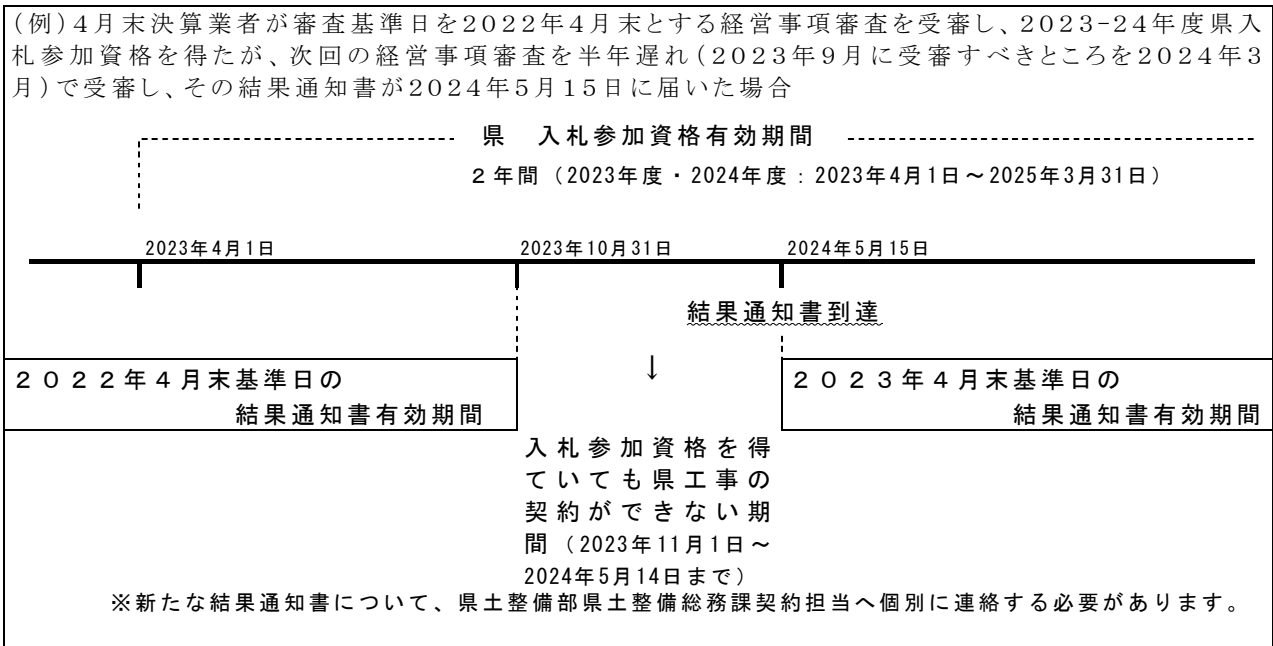 (例)4月末決算業者が審査基準日を2022年4月末とする経営事項審査を受審し、2023-24年度県入
札参加資格を得たが、次回の経営事項審査を半年遅れ(2023年9月に受審すべきところを2024年3
月)で受審し、その結果通知書が2024年5月15日に届いた場合
県 入札参加資格有効期間
2年間(2023年度・2024年度:2023年4月1日~2025年3月31日)
2023年4月1日 2023年10月31日 2024年5月15日
結果通知書到達
↓
2022年4月末基準日の
結果通知書有効期間
2023年4月末基準日の
結果通知書有効期間
入札参加資格を得
ていても県工事の
契約ができない期
間(2023年11月1日~
2024年5月14日まで)
※新たな結果通知書について、県土整備部県土整備総務課契約担当へ個別に連絡する必要があります。